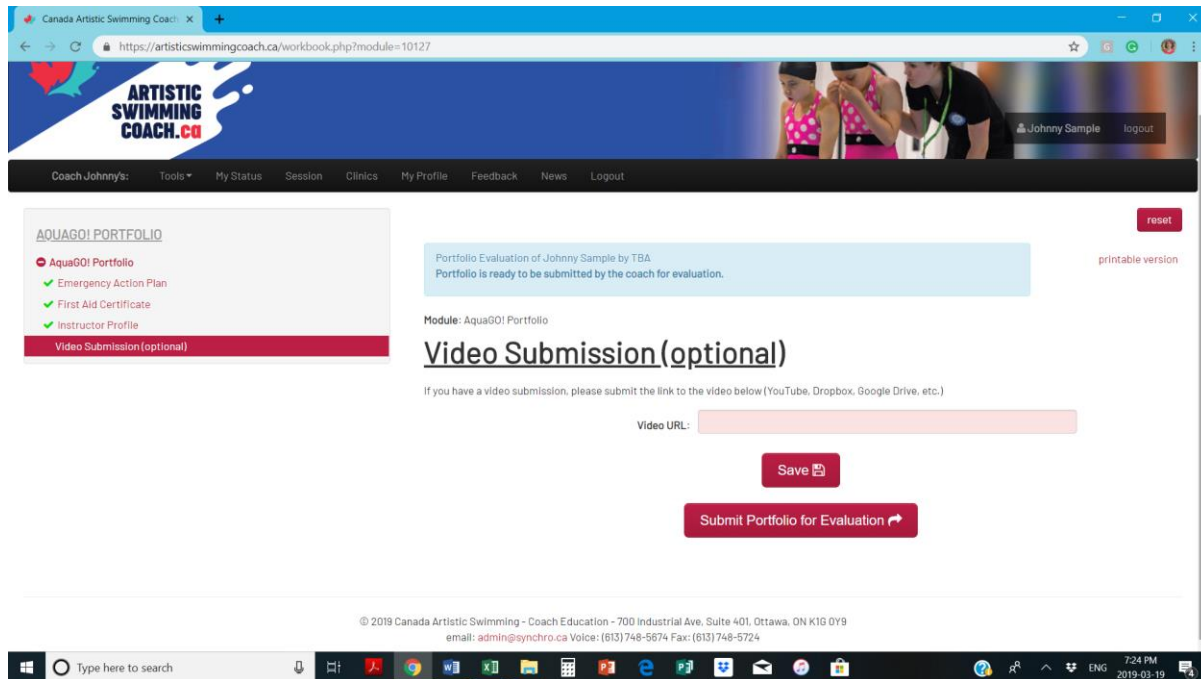 Canada Artistic Swimming Coach
https://artisticswimmingcoach.ca/workbook.php?module=10127
ARTISTIC
SWIMMING
COACH.ca
Johnny Sample logout
Coach Johnny's: Tools My Status Session Clinics My Profile Feedback News Logout
reset
AQUAGO! PORTFOLIO
AquaGO! Portfolio
Emergency Action Plan
First Aid Certificate
Instructor Profile
Video Submission (optional)
Portfolio Evaluation of Johnny Sample by TBA
Portfolio is ready to be submitted by the coach for evaluation.
printable version
Module: AquaGO! Portfolio
Video Submission (optional)
If you have a video submission, please submit the link to the video below (YouTube, Dropbox, Google Drive, etc.)
Video URL:
Save
Submit Portfolio for Evaluation
© 2019 Canada Artistic Swimming - Coach Education - 700 Industrial Ave, Suite 401, Ottawa, ON K1G 0Y9
email: admin@synchro.ca Voice: (613) 748-5674 Fax: (613) 748-5724
Type here to search
ENG
7:24 PM
2019-03-19